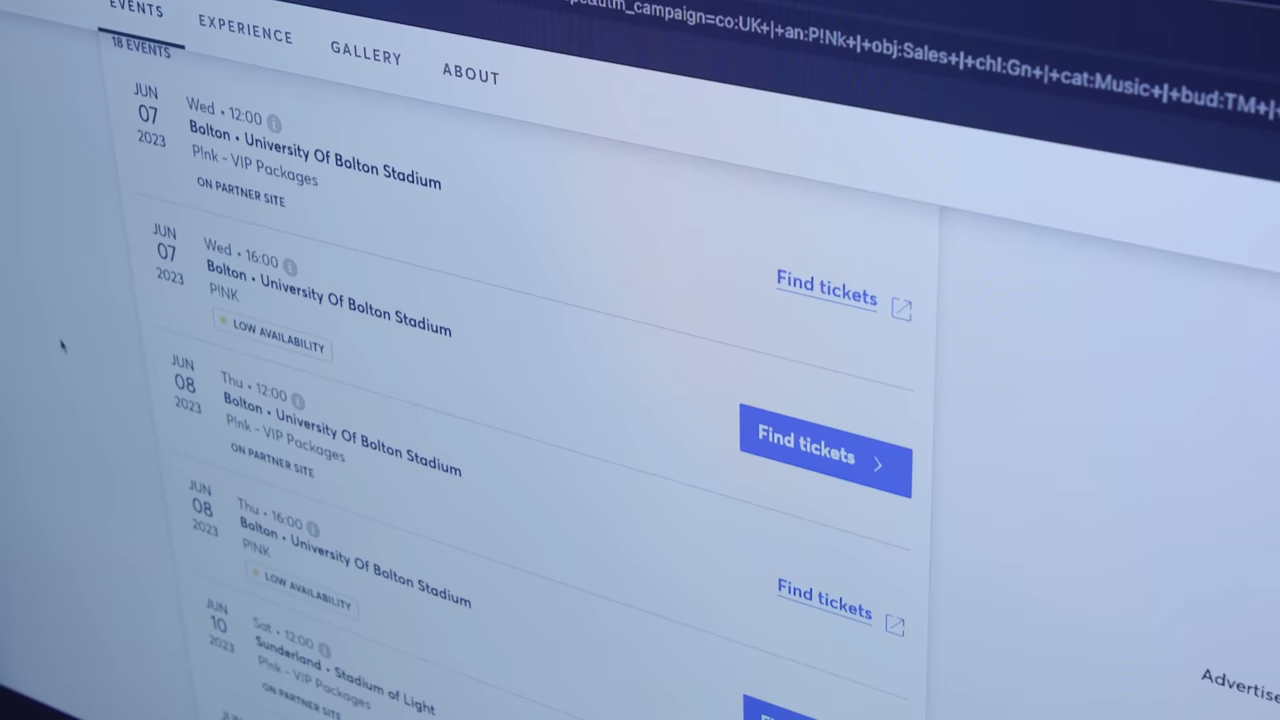 utm_campaign=co:UK+|+an:P!Nk+|+obj:Sales+|+chl:Gn+|+cat:Music+|+bud:TM+|+
EVENTS
EXPERIENCE
GALLERY
ABOUT
18 EVENTS
JUN
07
2023
Wed • 12:00
Bolton • University Of Bolton Stadium
P!nk - VIP Packages
ON PARTNER SITE
Find tickets
JUN
07
2023
Wed • 16:00
Bolton • University Of Bolton Stadium
P!NK
LOW AVAILABILITY
Find tickets
JUN
08
2023
Thu • 12:00
Bolton • University Of Bolton Stadium
P!nk - VIP Packages
ON PARTNER SITE
Find tickets
JUN
08
2023
Thu • 16:00
Bolton • University Of Bolton Stadium
P!NK
LOW AVAILABILITY
JUN
10
2023
Sat • 12:00
Sunderland • Stadium of Light
P!nk - VIP Packages
ON PARTNER SITE
Advertise